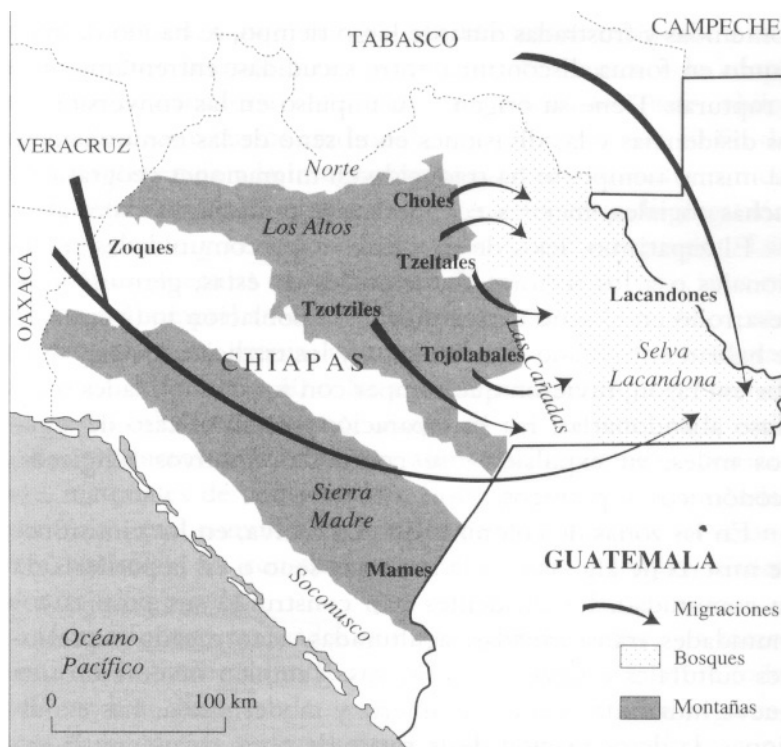 CAMPECHE
TABASCO
VERACRUZ
Norte
Choles
Los Altos
Zoques
Tzeltales
OAXACA
Lacandones
Tzotziles
Las Cañadas
CHIAPAS
Tojolabales
Selva
Lacandona
Sierra
Madre
GUATEMALA
Mames
Soconusco
Migraciones
Océano
Pacífico
Bosques
0 100 km
Montañas